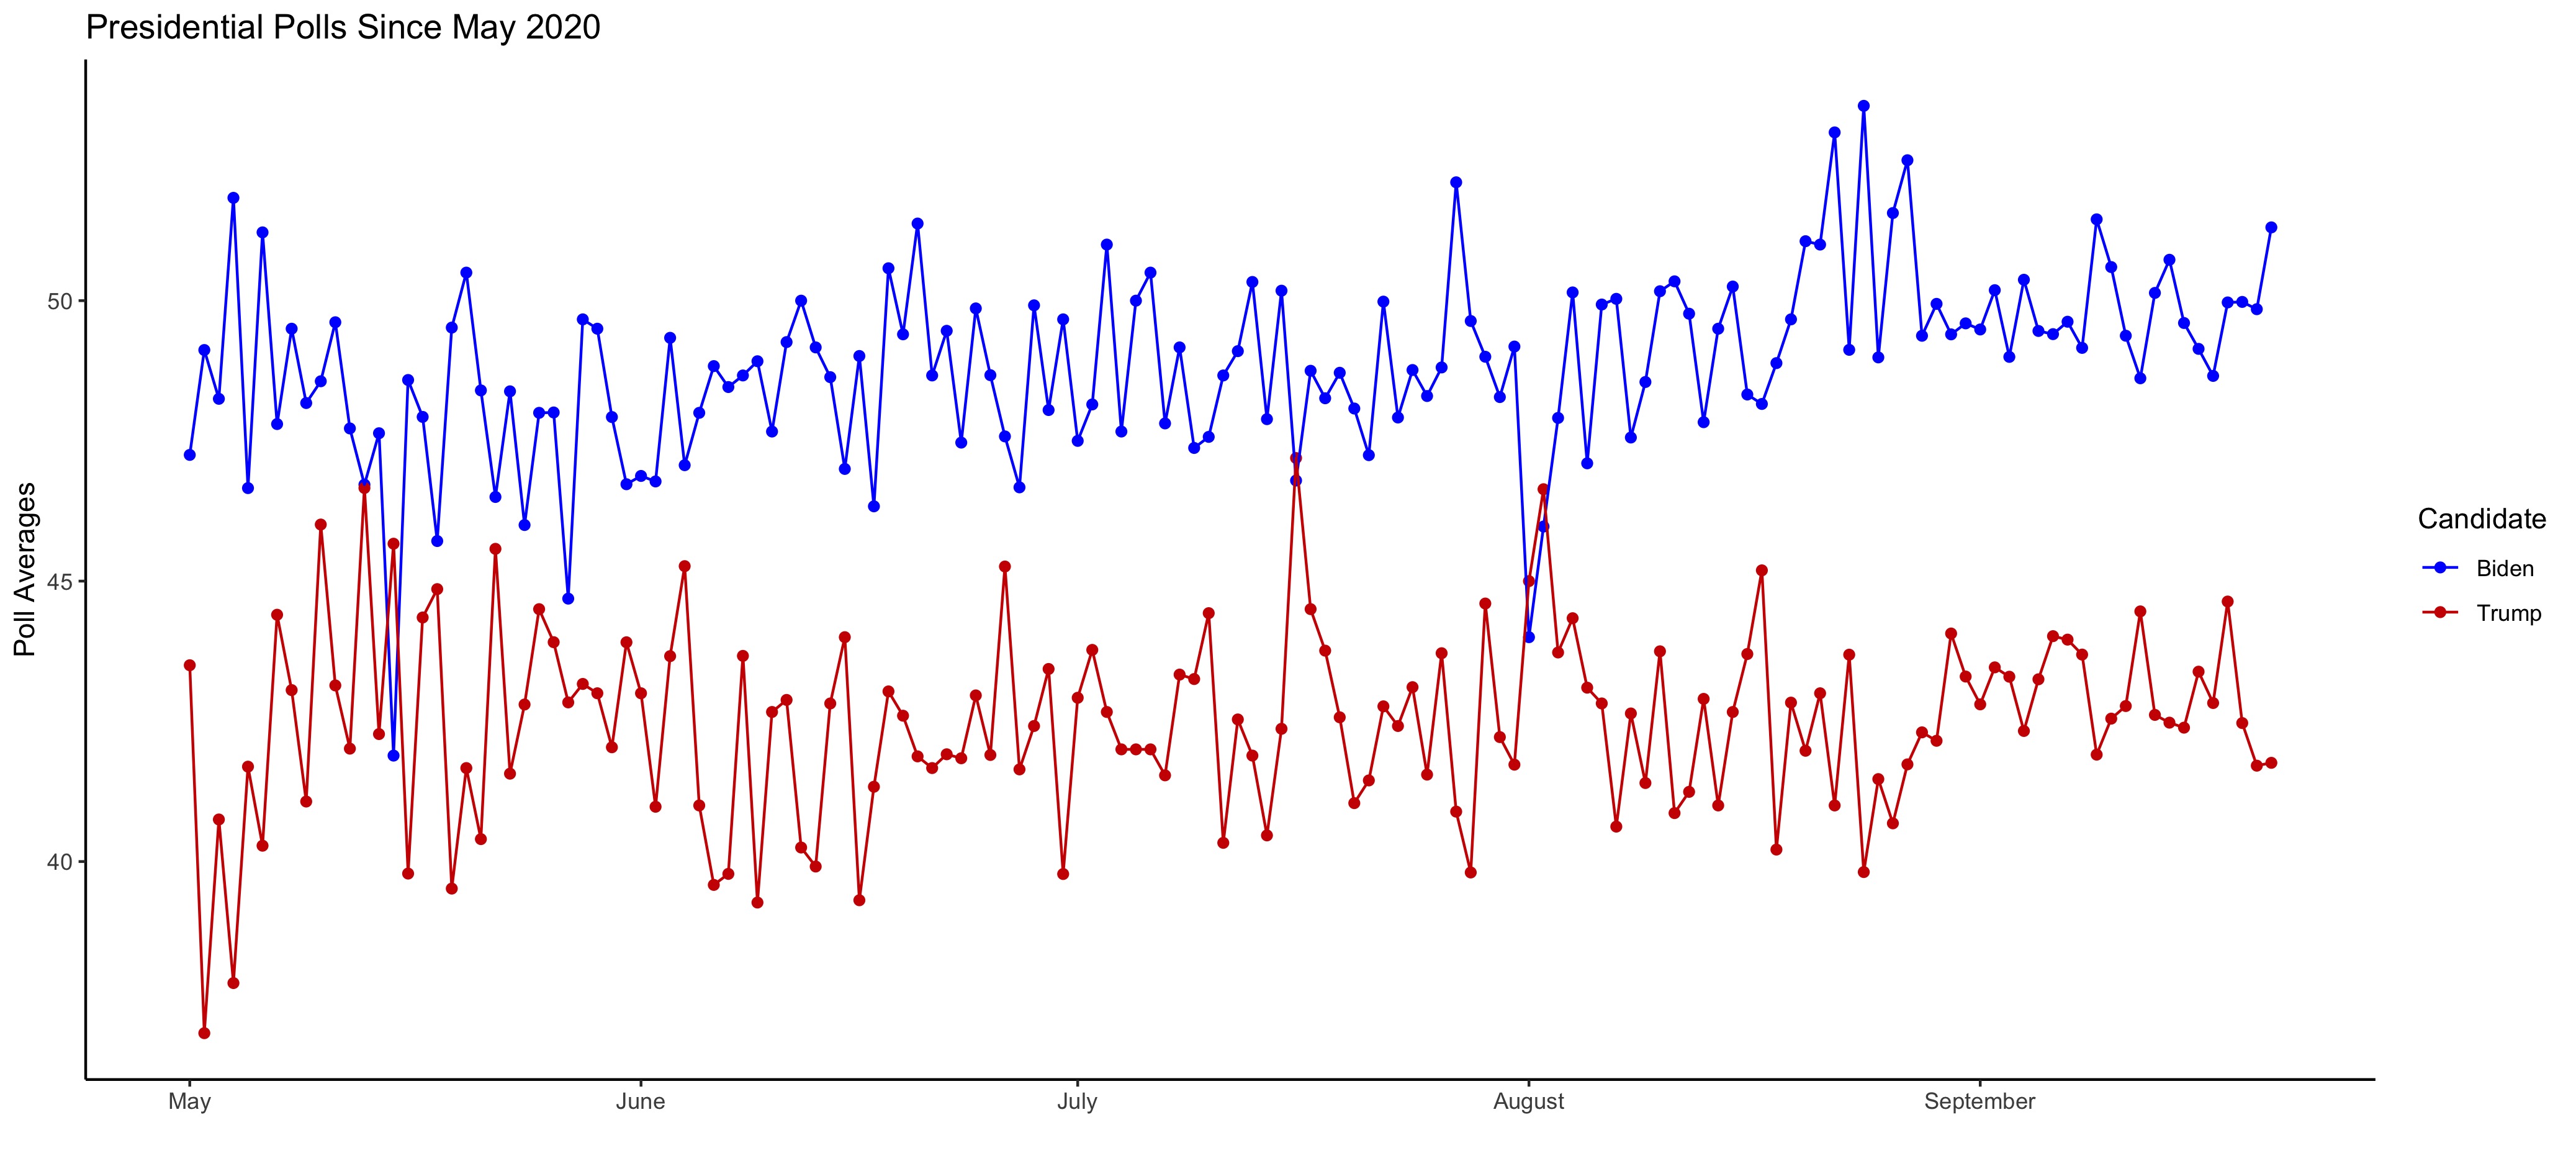 Presidential Polls Since May 2020
Poll Averages
50
45
40
May June July August September
Candidate
Biden
Trump